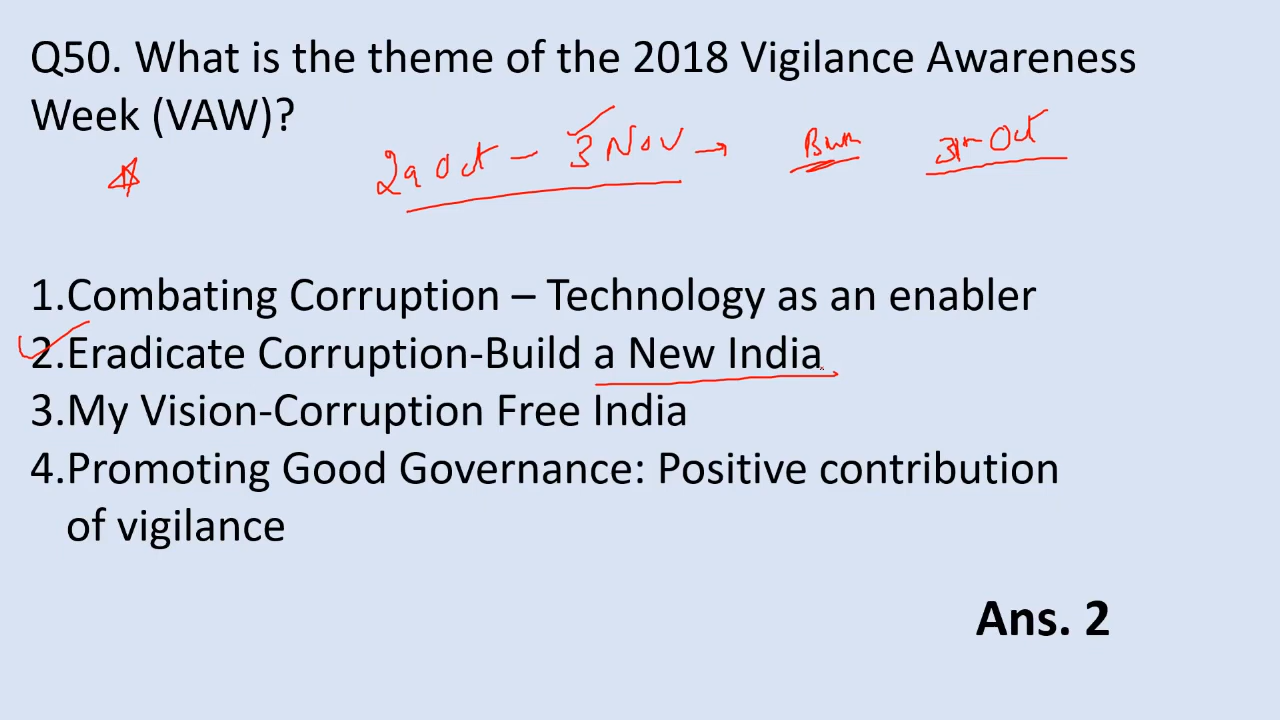 Q50. What is the theme of the 2018 Vigilance Awareness
Week (VAW)?
29 Oct – 3 Nov → 31st Oct
1.Combating Corruption – Technology as an enabler
2.Eradicate Corruption-Build a New India
3.My Vision-Corruption Free India
4.Promoting Good Governance: Positive contribution
of vigilance
Ans. 2